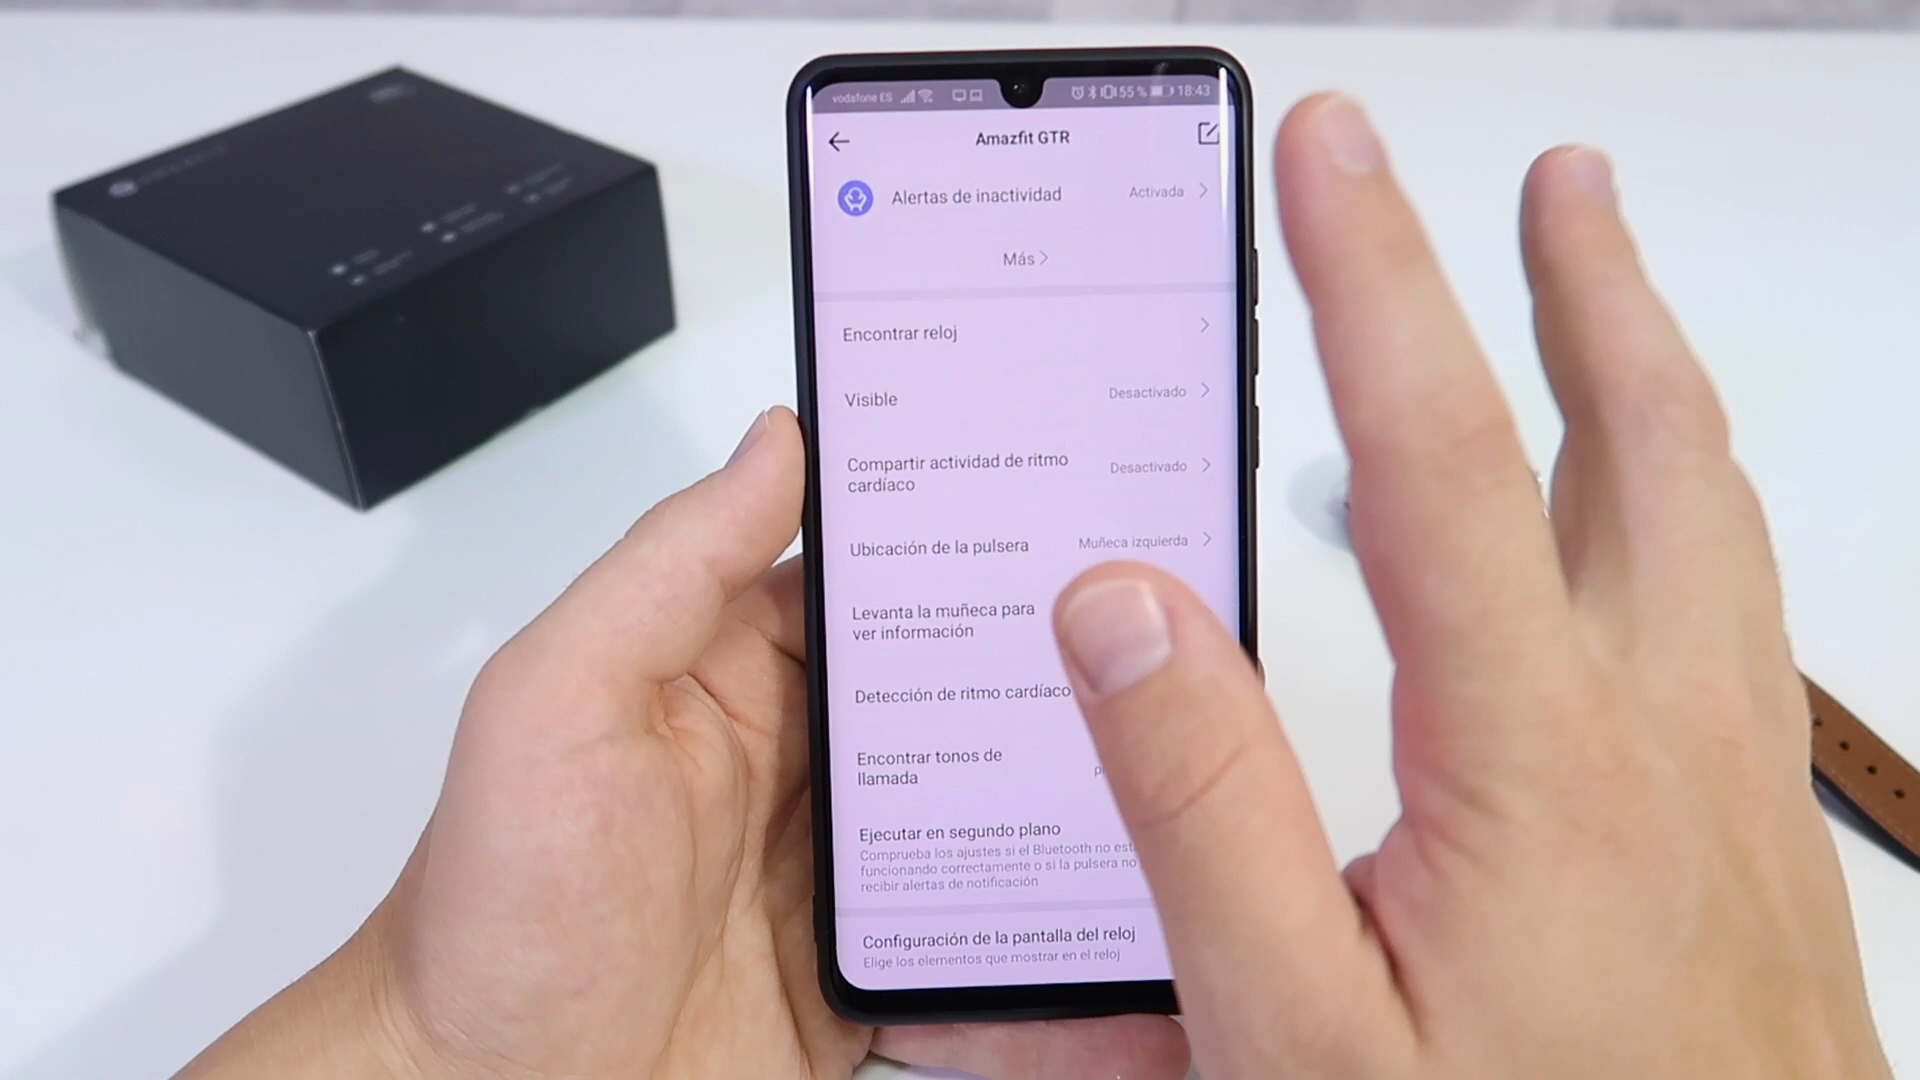 vodafone ES 55 % 18:43
Amazfit GTR
Alertas de inactividad Activada
Más
Encontrar reloj
Visible Desactivado
Compartir actividad de ritmo
cardíaco Desactivado
Ubicación de la pulsera Muñeca izquierda
Levanta la muñeca para
ver información
Detección de ritmo cardíaco
Encontrar tonos de
llamada
Ejecutar en segundo plano
Comprueba los ajustes si el Bluetooth no est
funcionando correctamente o si la pulsera no
recibir alertas de notificación
Configuración de la pantalla del reloj
Elige los elementos que mostrar en el reloj